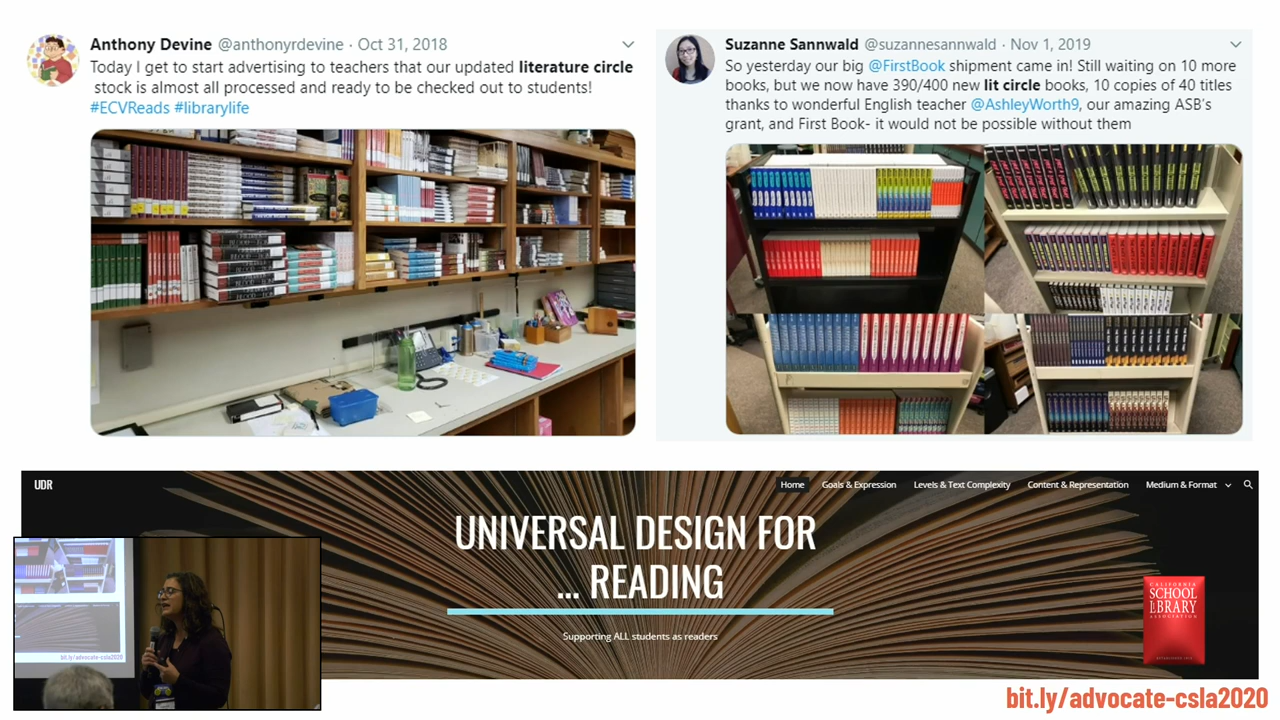 Anthony Devine @anthonyrdevine · Oct 31, 2018
Today I get to start advertising to teachers that our updated literature circle
stock is almost all processed and ready to be checked out to students!
#ECVReads #librarylife
Suzanne Sannwald @suzannesannwald · Nov 1, 2019
So yesterday our big @FirstBook shipment came in! Still waiting on 10 more
books, but we now have 390/400 new lit circle books, 10 copies of 40 titles
thanks to wonderful English teacher @AshleyWorth9, our amazing ASB's
grant, and First Book- it would not be possible without them
UDR
Home Goals & Expression Levels & Text Complexity Content & Representation Medium & Format
UNIVERSAL DESIGN FOR
... READING
Supporting ALL students as readers
CALIFORNIA
SCHOOL
LIBRARY
ASSOCIATION
bit.ly/advocate-csla2020
bit.ly/advocate-csla2020